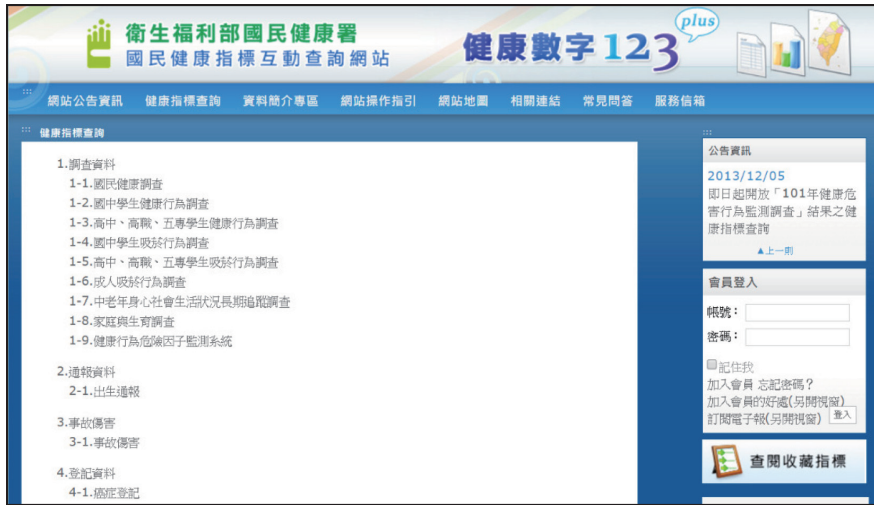 衛生福利部國民健康署
國民健康指標互動查詢網站
健康數字123 plus
網站公告資訊 健康指標查詢 資料簡介專區 網站操作指引 網站地圖 相關連結 常見問答 服務信箱
健康指標查詢
1.調查資料
1-1.國民健康調查
1-2.國中學生健康行為調查
1-3.高中、高職、五專學生健康行為調查
1-4.國中學生吸菸行為調查
1-5.高中、高職、五專學生吸菸行為調查
1-6.成人吸菸行為調查
1-7.中老年身心社會生活狀況長期追蹤調查
1-8.家庭與生育調查
1-9.健康行為危險因子監測系統
2.通報資料
2-1.出生通報
3.事故傷害
3-1.事故傷害
4.登記資料
4-1.癌症登記
公告資訊
2013/12/05
即日起開放「101年健康危
害行為監測調查」結果之健
康指標查詢
▲上一則
會員登入
帳號：
密碼：
記住我
加入會員 忘記密碼？
加入會員的好處(另開視窗)
訂閱電子報(另開視窗) 登入
查閱收藏指標